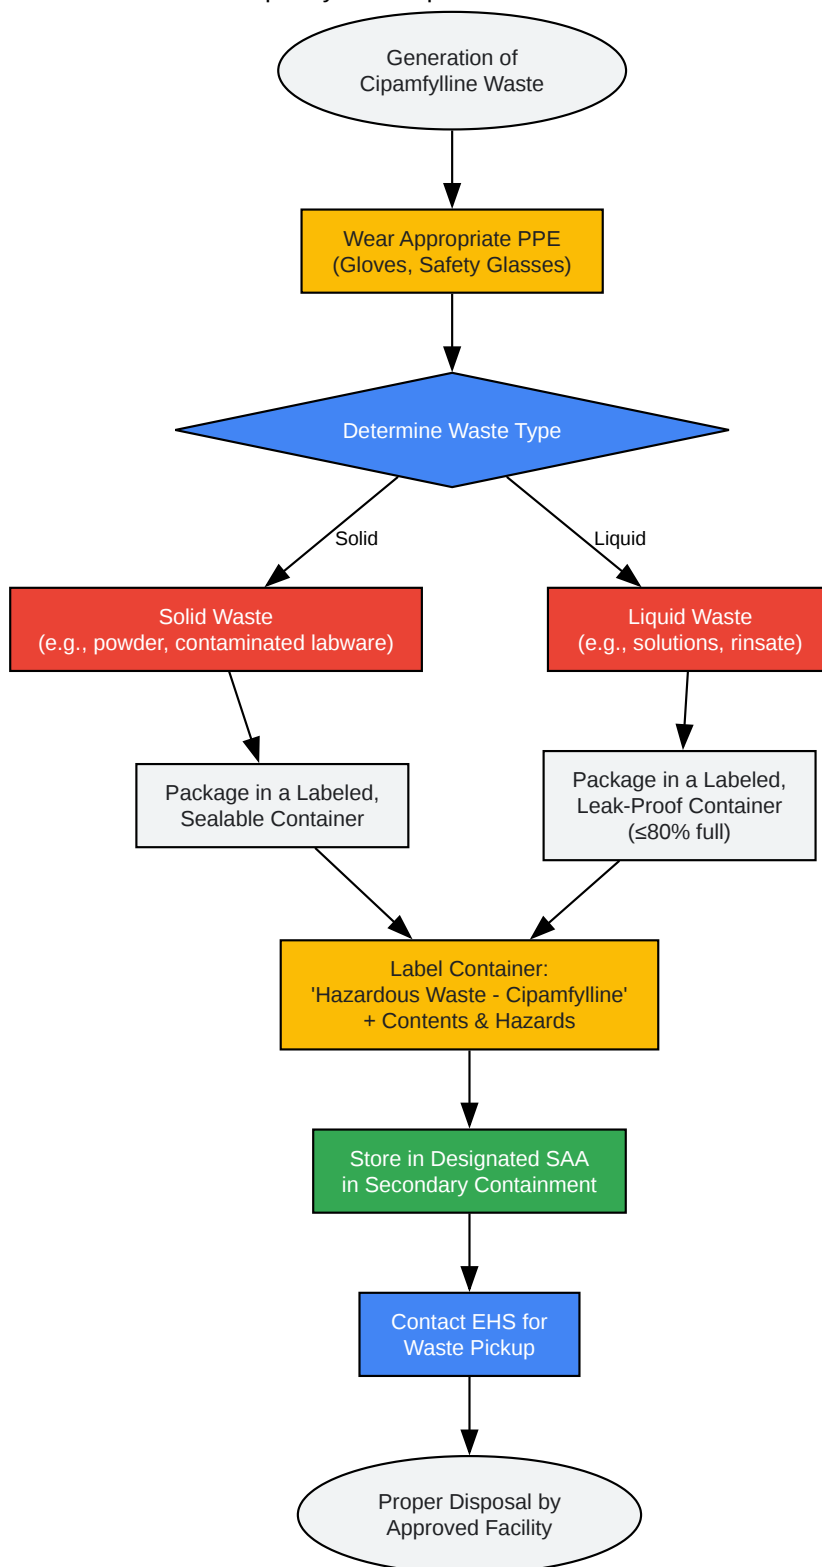 Generation of
Cipamfylline Waste
Wear Appropriate PPE
(Gloves, Safety Glasses)
Determine Waste Type
Solid
Liquid
Solid Waste
(e.g., powder, contaminated labware)
Liquid Waste
(e.g., solutions, rinsate)
Package in a Labeled,
Sealable Container
Package in a Labeled,
Leak-Proof Container
(≤80% full)
Label Container:
'Hazardous Waste - Cipamfylline'
+ Contents & Hazards
Store in Designated SAA
in Secondary Containment
Contact EHS for
Waste Pickup
Proper Disposal by
Approved Facility